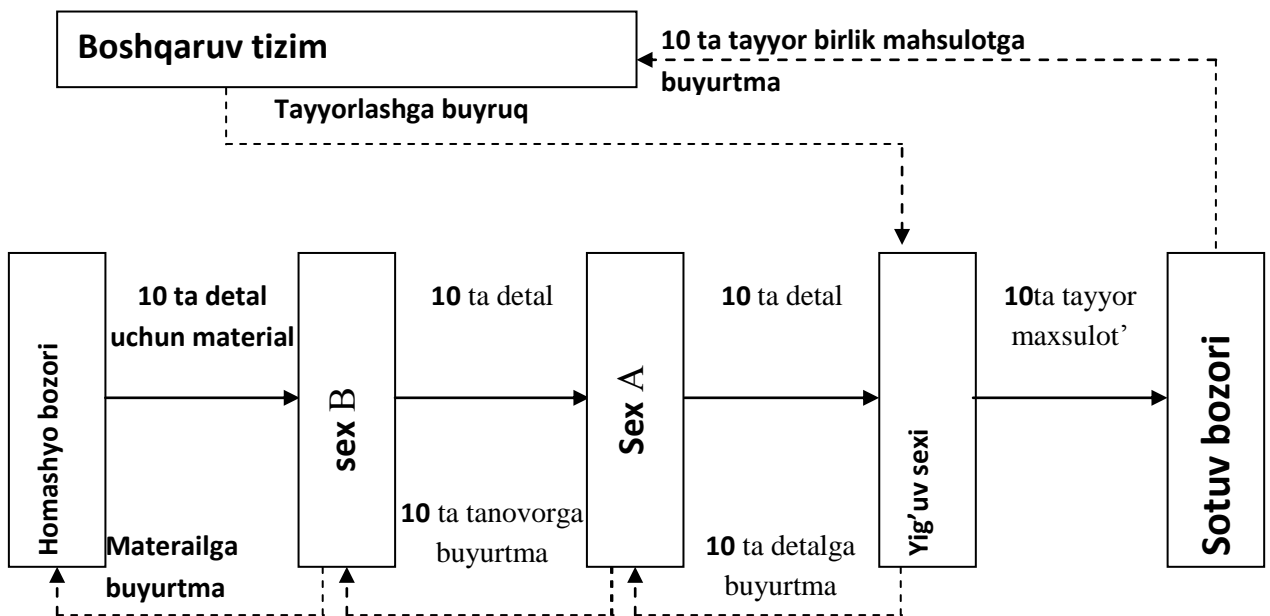 Boshqaruv tizim
10 ta tayyor birlik mahsulotga
buyurtma
Tayyorlashga buyruq
Homashyo bozori
10 ta detal
uchun material
sex B
10 ta detal
Sex A
10 ta detal
Yig’uv sexi
10ta tayyor
maxsulot’
Sotuv bozori
Materailga
buyurtma
10 ta tanovorga
buyurtma
10 ta detalga
buyurtma